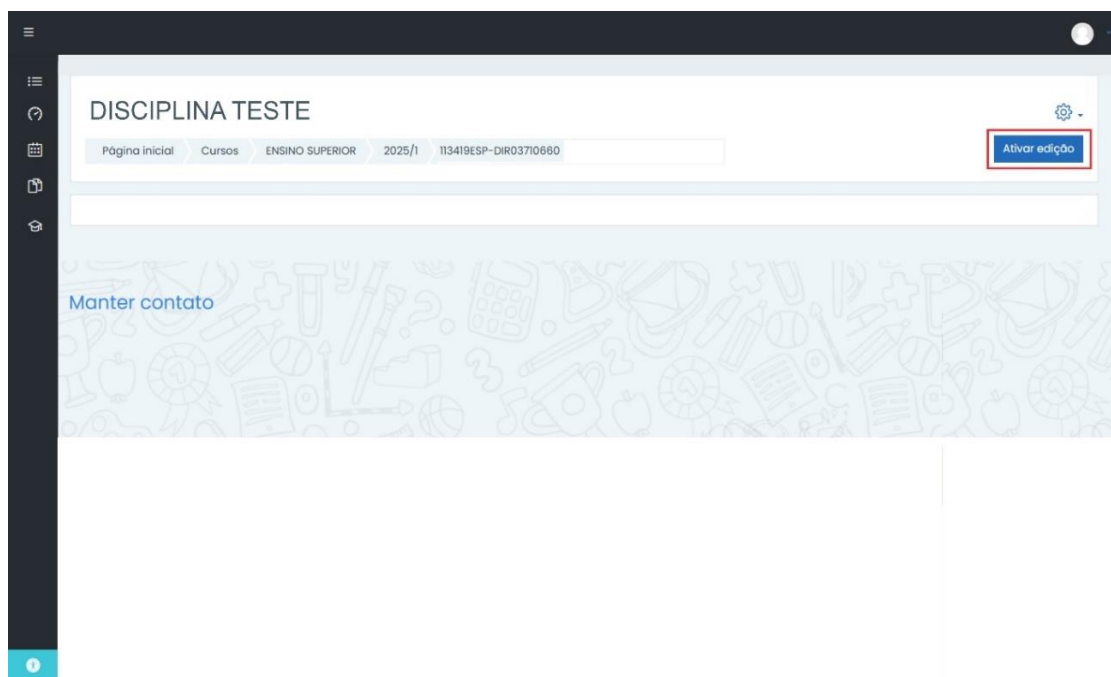 DISCIPLINA TESTE
Página inicial Cursos ENSINO SUPERIOR 2025/1 113419ESP-DIR03710660
Ativar edição
Manter contato